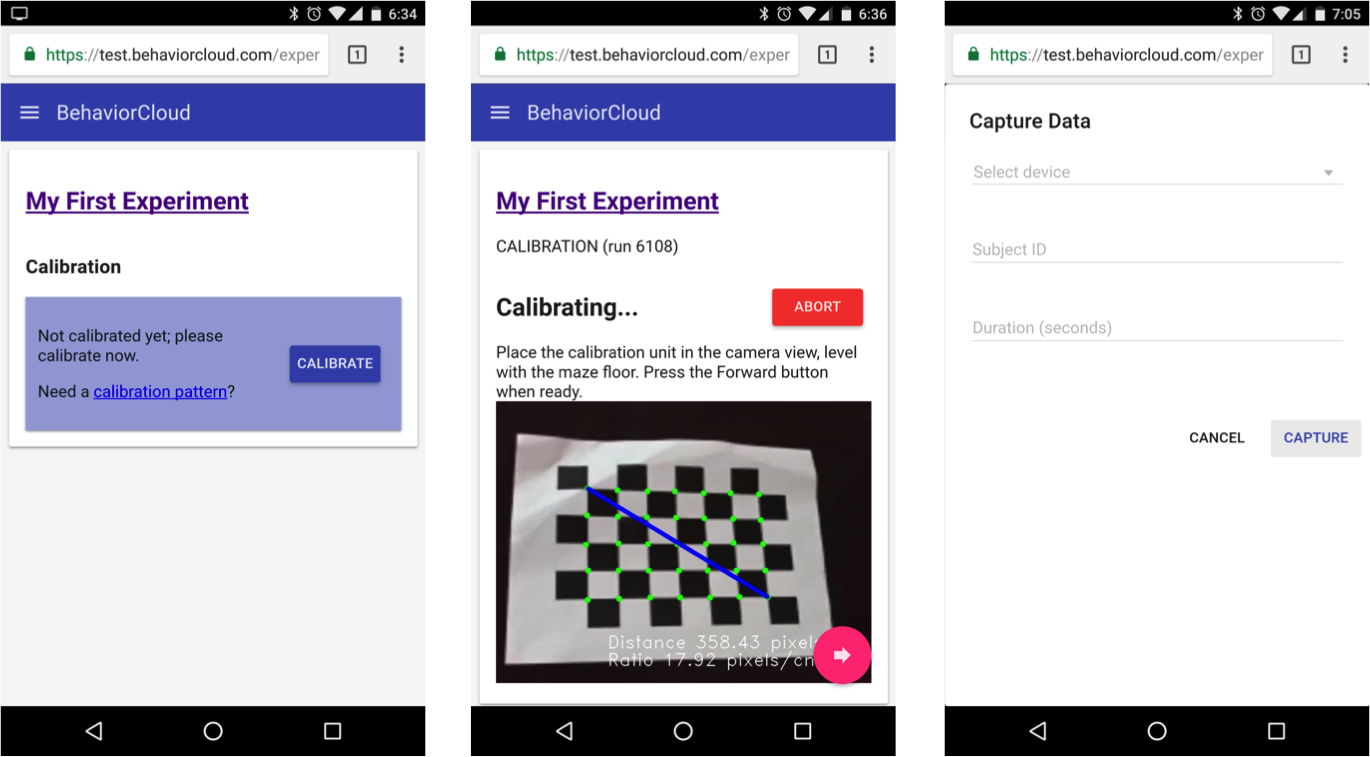 6:34
https://test.behaviorcloud.com/exper
1
BehaviorCloud
My First Experiment
Calibration
Not calibrated yet; please
calibrate now.
CALIBRATE
Need a calibration pattern?
6:36
https://test.behaviorcloud.com/exper
1
BehaviorCloud
My First Experiment
CALIBRATION (run 6108)
Calibrating...
ABORT
Place the calibration unit in the camera view, level
with the maze floor. Press the Forward button
when ready.
Distance 358.43 pixel
Ratio 17.92 pixels/cm
7:05
https://test.behaviorcloud.com/exper
1
Capture Data
Select device
Subject ID
Duration (seconds)
CANCEL
CAPTURE